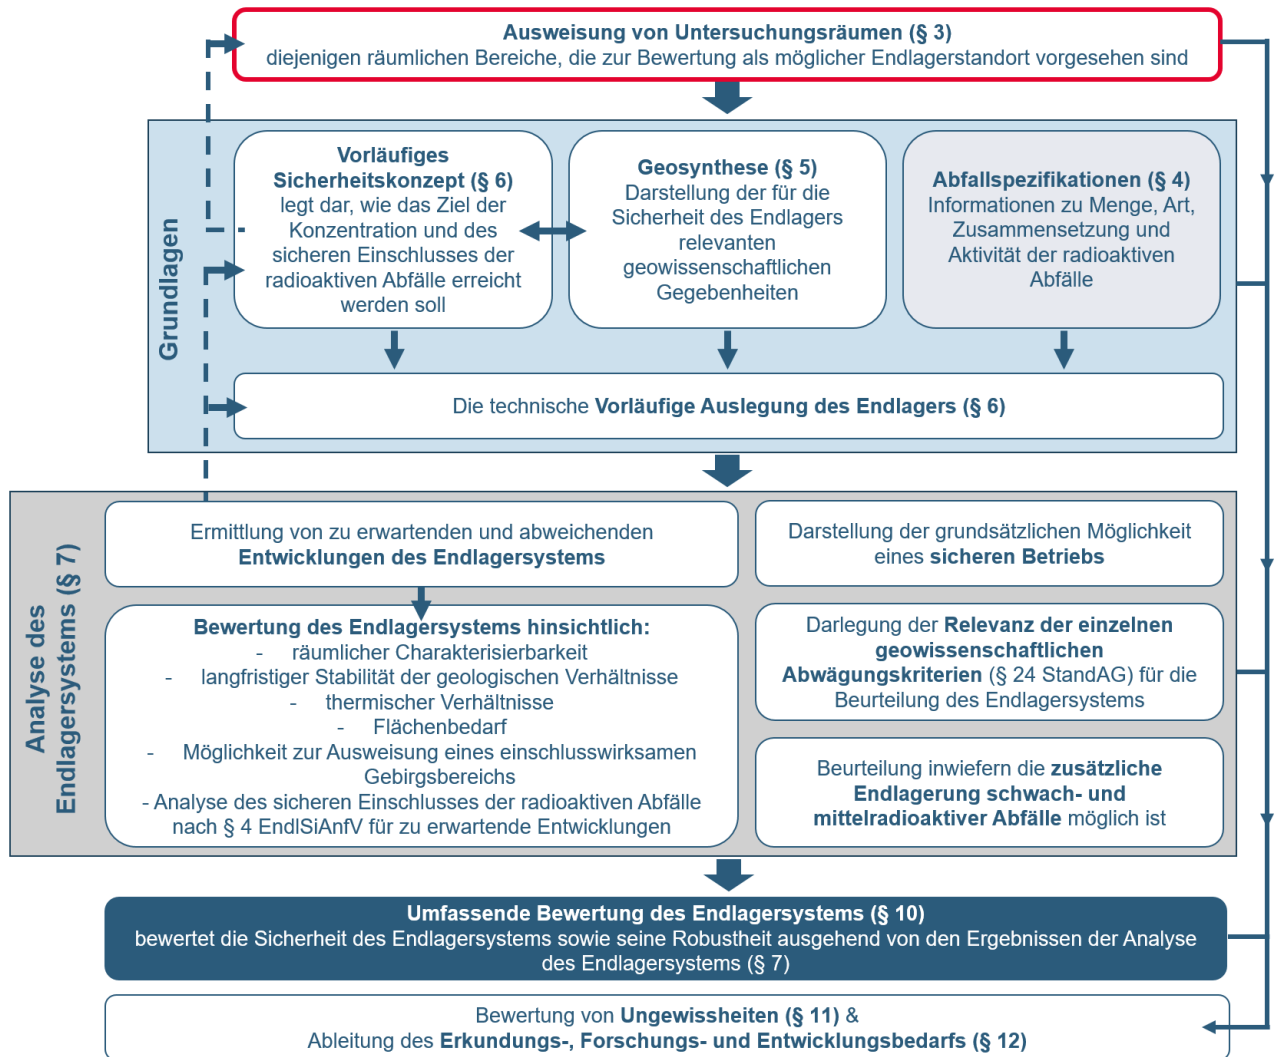 Ausweisung von Untersuchungsräumen (§ 3)
diejenigen räumlichen Bereiche, die zur Bewertung als möglicher Endlagerstandort vorgesehen sind
Grundlagen
Vorläufiges
Sicherheitskonzept (§ 6)
legt dar, wie das Ziel der
Konzentration und des
sicheren Einschlusses der
radioaktiven Abfälle erreicht
werden soll
Geosynthese (§ 5)
Darstellung der für die
Sicherheit des Endlagers
relevanten
geowissenschaftlichen
Gegebenheiten
Abfallspezifikationen (§ 4)
Informationen zu Menge, Art,
Zusammensetzung und
Aktivität der radioaktiven
Abfälle
Die technische Vorläufige Auslegung des Endlagers (§ 6)
Analyse des
Endlagersystems (§ 7)
Ermittlung von zu erwartenden und abweichenden
Entwicklungen des Endlagersystems
Bewertung des Endlagersystems hinsichtlich:
- räumlicher Charakterisierbarkeit
- langfristiger Stabilität der geologischen Verhältnisse
- thermischer Verhältnisse
- Flächenbedarf
- Möglichkeit zur Ausweisung eines einschlusswirksamen
Gebirgsbereichs
- Analyse des sicheren Einschlusses der radioaktiven Abfälle
nach § 4 EndlSiAnfV für zu erwartende Entwicklungen
Darstellung der grundsätzlichen Möglichkeit
eines sicheren Betriebs
Darlegung der Relevanz der einzelnen
geowissenschaftlichen
Abwägungskriterien (§ 24 StandAG) für die
Beurteilung des Endlagersystems
Beurteilung inwiefern die zusätzliche
Endlagerung schwach- und
mittelradioaktiver Abfälle möglich ist
Umfassende Bewertung des Endlagersystems (§ 10)
bewertet die Sicherheit des Endlagersystems sowie seine Robustheit ausgehend von den Ergebnissen der Analyse
des Endlagersystems (§ 7)
Bewertung von Ungewissheiten (§ 11) &
Ableitung des Erkundungs-, Forschungs- und Entwicklungsbedarfs (§ 12)